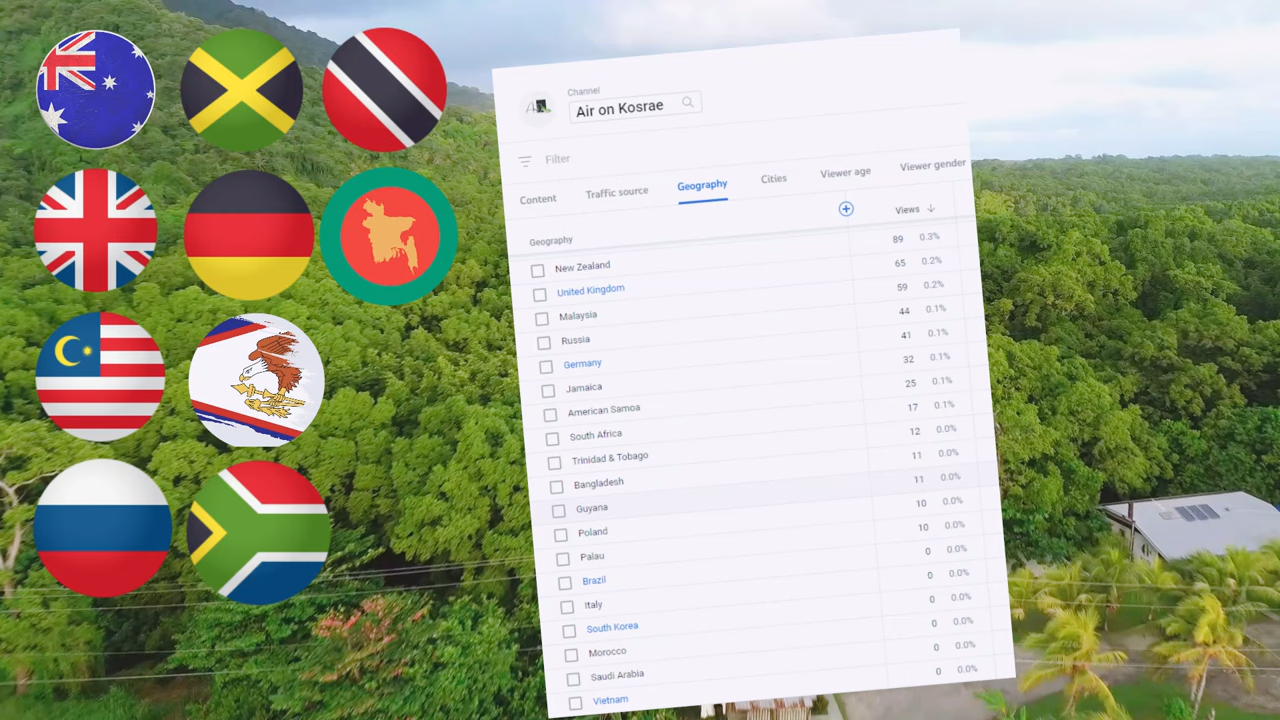 Channel
Air on Kosrae
Filter
Content Traffic source Geography Cities Viewer age Viewer gender
Geography Views
New Zealand 89 0.3%
United Kingdom 65 0.2%
Malaysia 59 0.2%
Russia 44 0.1%
Germany 41 0.1%
Jamaica 32 0.1%
American Samoa 25 0.1%
South Africa 17 0.1%
Trinidad & Tobago 12 0.0%
Bangladesh 11 0.0%
Guyana 11 0.0%
Poland 10 0.0%
Palau 10 0.0%
Brazil 0 0.0%
Italy 0 0.0%
South Korea 0 0.0%
Morocco 0 0.0%
Saudi Arabia 0 0.0%
Vietnam 0 0.0%